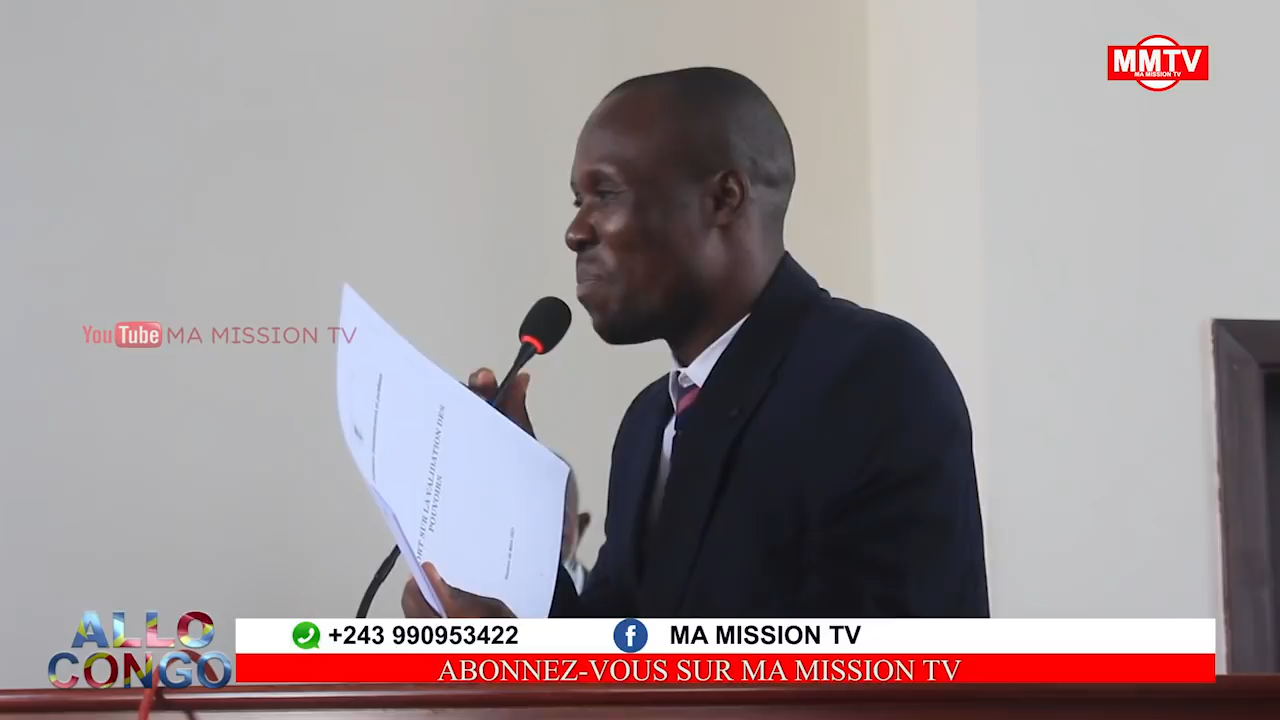 MMTV
MA MISSION TV
YouTube MA MISSION TV
SUR LA VALIDATION DES
POUVOIRS
ALLO
CONGO
+243 990953422
MA MISSION TV
ABONNEZ-VOUS SUR MA MISSION TV